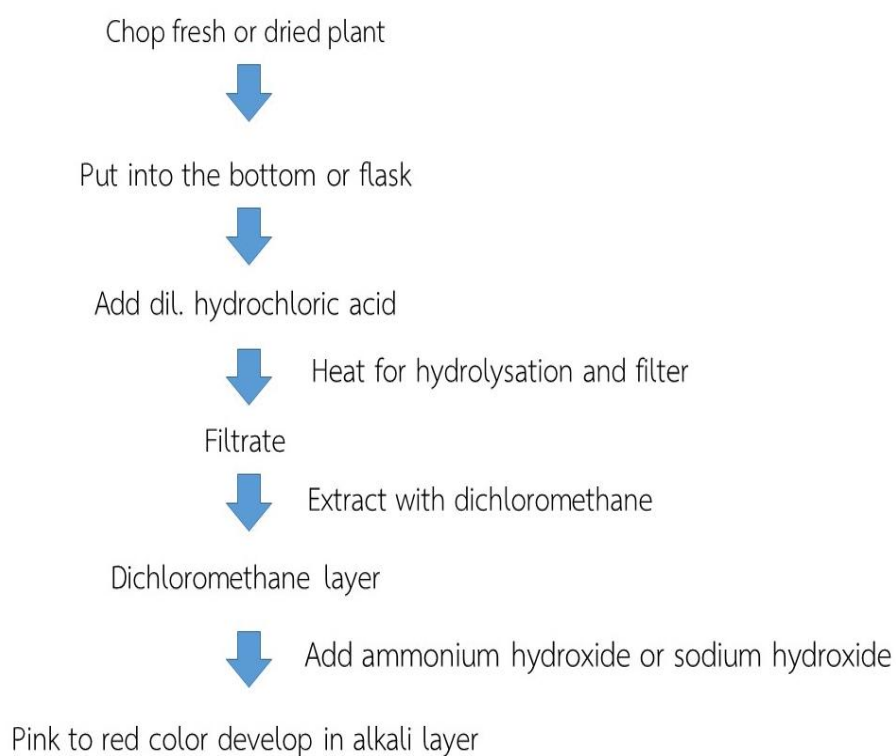 Chop fresh or dried plant
Put into the bottom or flask
Add dil. hydrochloric acid
Heat for hydrolysation and filter
Filtrate
Extract with dichloromethane
Dichloromethane layer
Add ammonium hydroxide or sodium hydroxide
Pink to red color develop in alkali layer